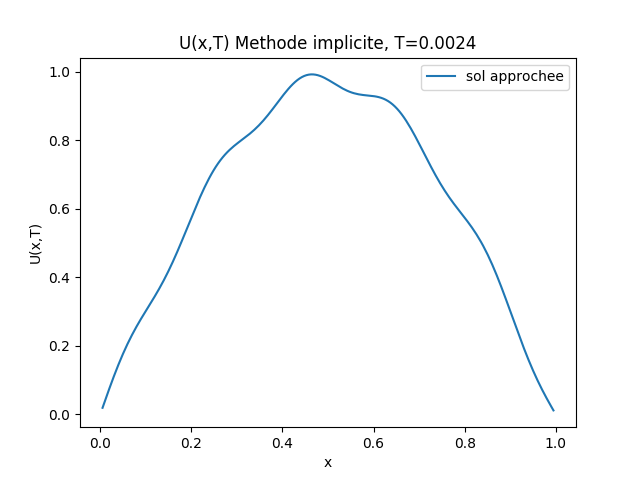 U(x,T) Methode implicite, T=0.0024
sol approchee
1.0
0.8
0.6
0.4
0.2
0.0
U(x,T)
0.0 0.2 0.4 0.6 0.8 1.0
x